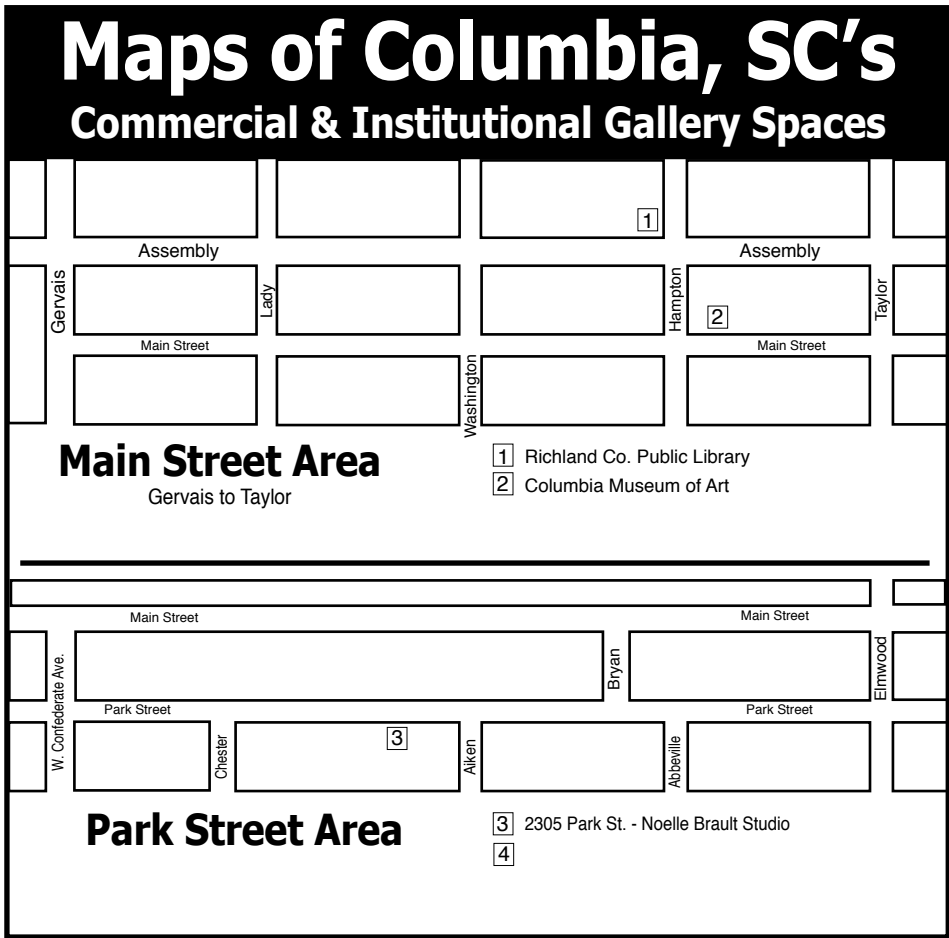 Maps of Columbia, SC’s
Commercial & Institutional Gallery Spaces
1
Assembly
Assembly
Gervais
Lady
Hampton
Taylor
2
Main Street
Main Street
Washington
Main Street Area
Gervais to Taylor
1 Richland Co. Public Library
2 Columbia Museum of Art
Main Street
Main Street
W. Confederate Ave.
Bryan
Elmwood
Park Street
Park Street
Chester
3
Aiken
Abbeville
Park Street Area
3 2305 Park St. - Noelle Brault Studio
4